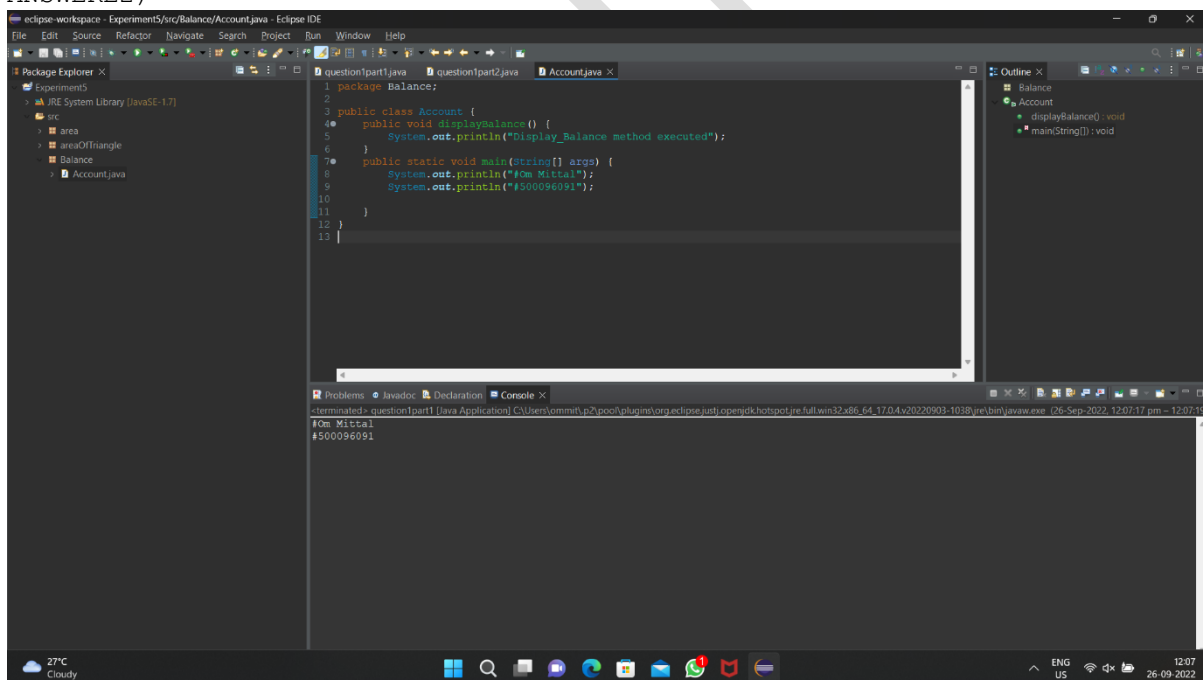 eclipse-workspace - Experiment5/src/Balance/Account.java - Eclipse IDE
File Edit Source Refactor Navigate Search Project Run Window Help
Package Explorer
Experiment5
JRE System Library [JavaSE-1.7]
src
area
areaOfTriangle
Balance
Account.java
question1part1.java question1part2.java Account.java
1 package Balance;
2
3 public class Account {
4 public void displayBalance() {
5 System.out.println("Display_Balance method executed");
6 }
7 public static void main(String[] args) {
8 System.out.println("#Om Mittal");
9 System.out.println("#500096091");
10
11 }
12 }
13
Outline
Balance
Account
displayBalance() : void
main(String[]) : void
Problems Javadoc Declaration Console
<terminated> question1part1 [Java Application] C:\Users\ommit\.p2\pool\plugins\org.eclipse.justj.openjdk.hotspot.jre.full.win32.x86_64_17.0.4.v20220903-1038\jre\bin\javaw.exe (26-Sep-2022, 12:07:17 pm – 12:07:19
#Om Mittal
#500096091
27°C
Cloudy
1
ENG
US
12:07
26-09-2022